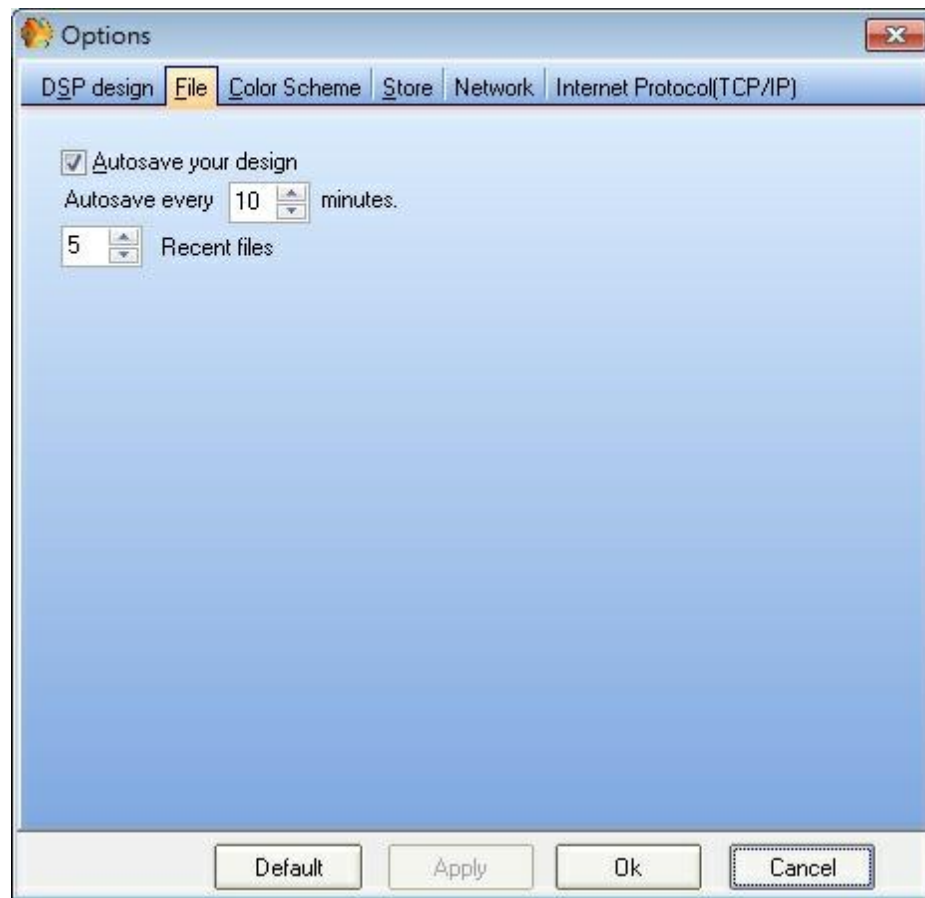 Options
DSP design File Color Scheme Store Network Internet Protocol(TCP/IP)
Autosave your design
Autosave every 10 minutes.
5 Recent files
Default Apply Ok Cancel